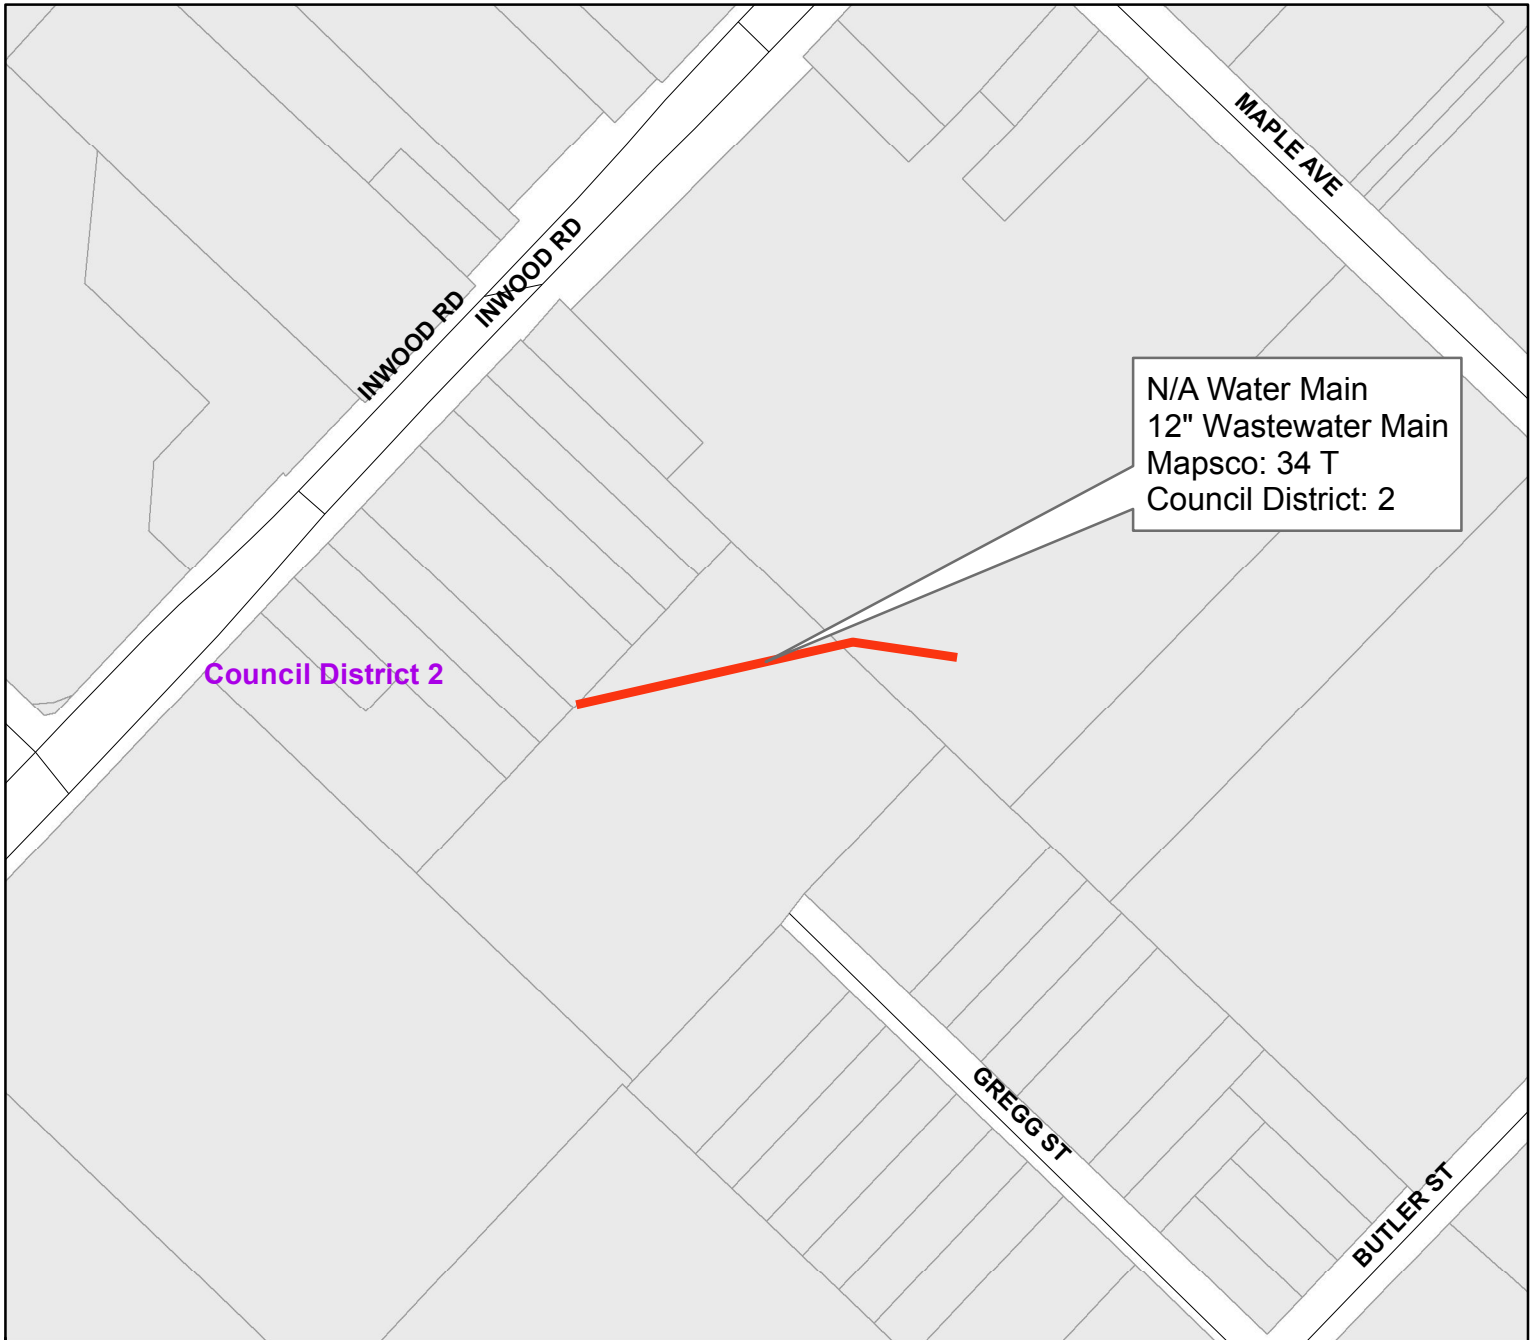 MAPLE AVE
INWOOD RD
INWOOD RD
N/A Water Main
12" Wastewater Main
Mapsco: 34 T
Council District: 2
Council District 2
GREGG ST
BUTLER ST